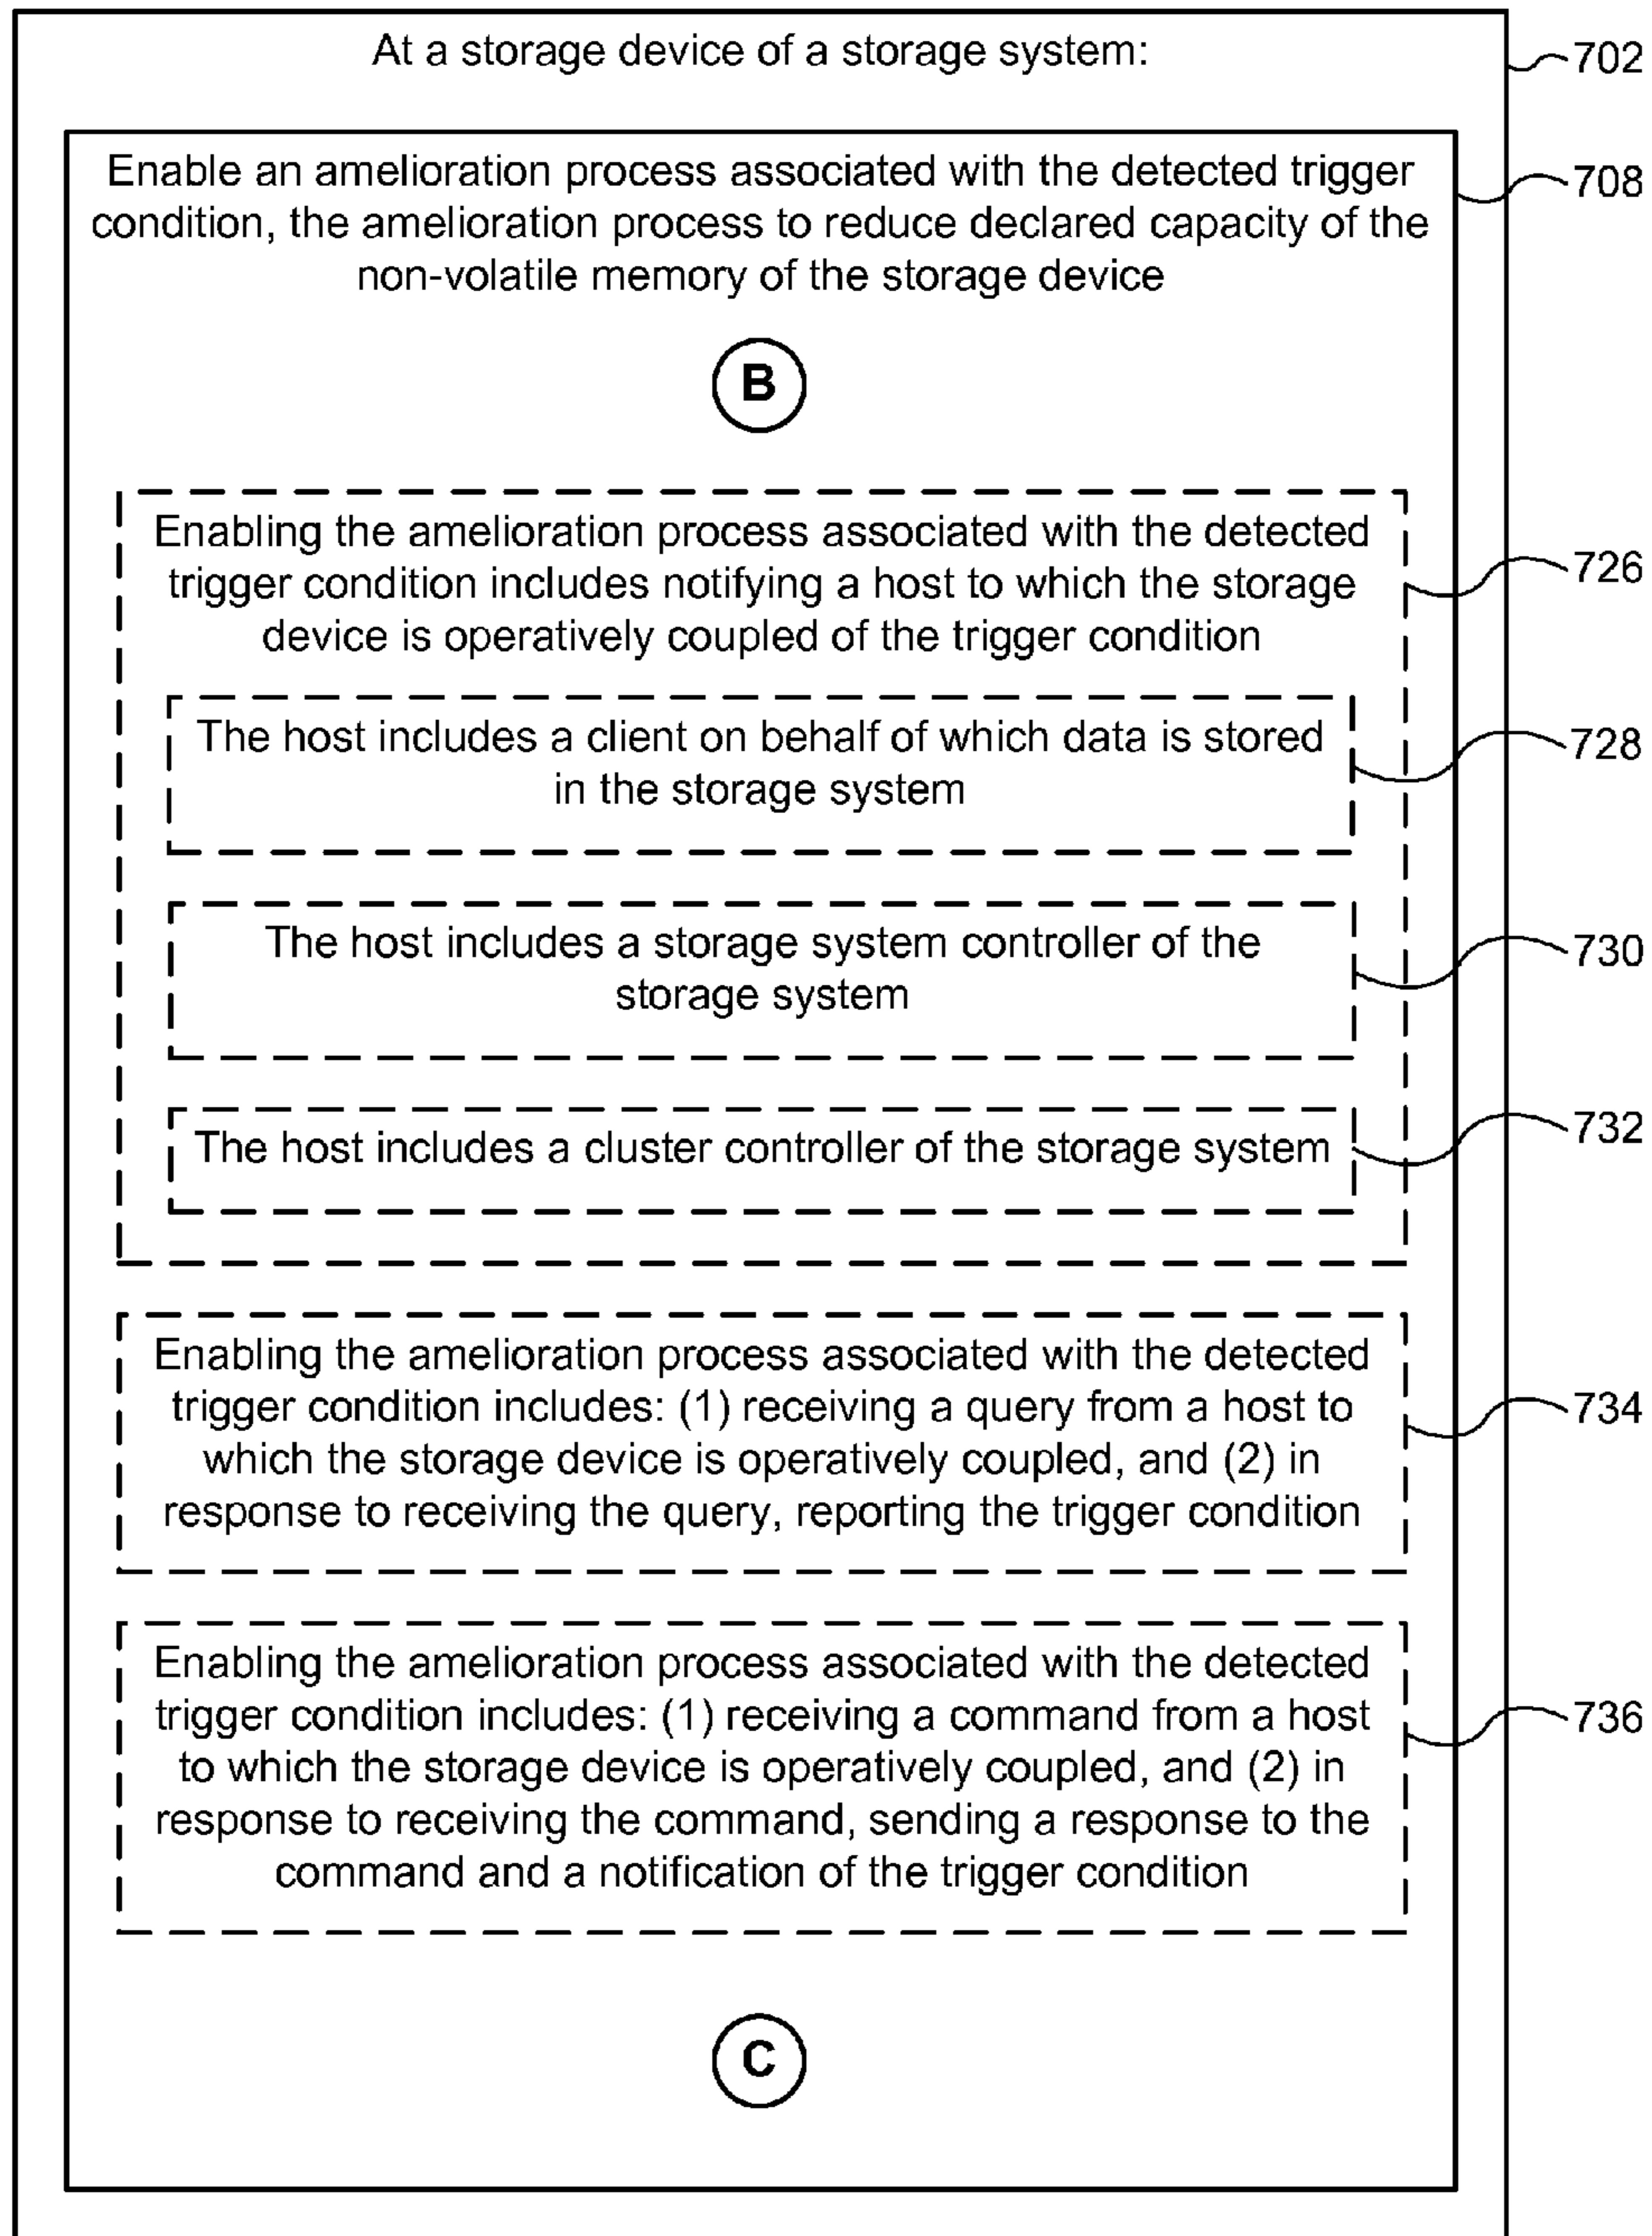 At a storage device of a storage system:
702
Enable an amelioration process associated with the detected trigger
condition, the amelioration process to reduce declared capacity of the
non-volatile memory of the storage device
708
B
Enabling the amelioration process associated with the detected
trigger condition includes notifying a host to which the storage
device is operatively coupled of the trigger condition
726
The host includes a client on behalf of which data is stored
in the storage system
728
The host includes a storage system controller of the
storage system
730
The host includes a cluster controller of the storage system
732
Enabling the amelioration process associated with the detected
trigger condition includes: (1) receiving a query from a host to
which the storage device is operatively coupled, and (2) in
response to receiving the query, reporting the trigger condition
734
Enabling the amelioration process associated with the detected
trigger condition includes: (1) receiving a command from a host
to which the storage device is operatively coupled, and (2) in
response to receiving the command, sending a response to the
command and a notification of the trigger condition
736
C